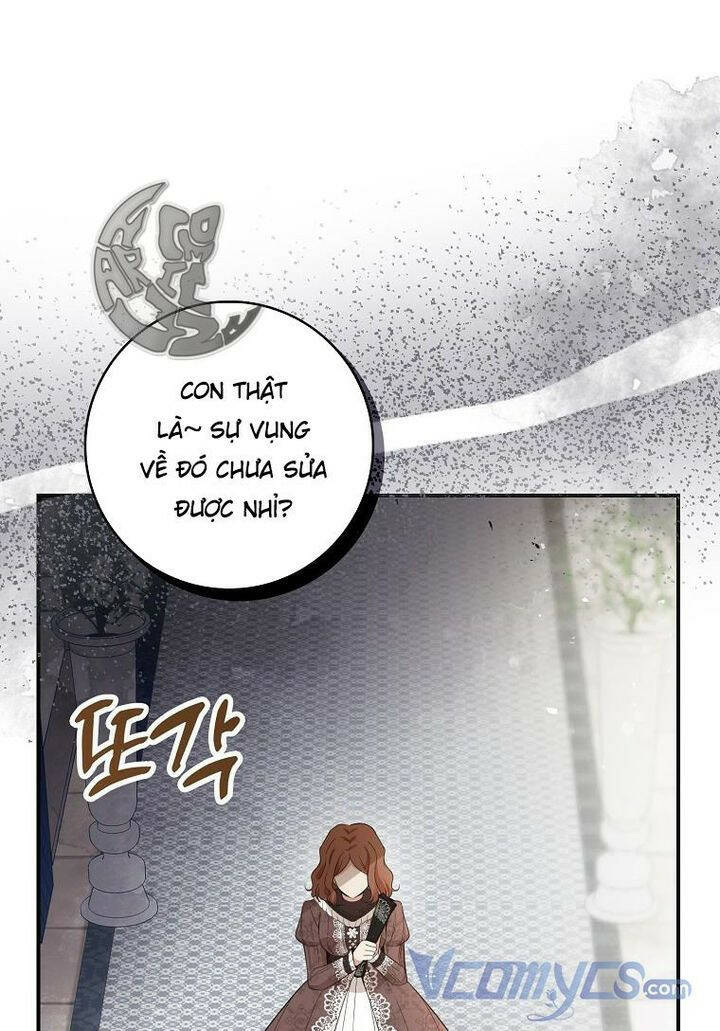 CON THẬT
LÀ~ SỰ VỤNG
VỀ ĐÓ CHƯA SỬA
ĐƯỢC NHỈ?
또각
VCOMYCS.com